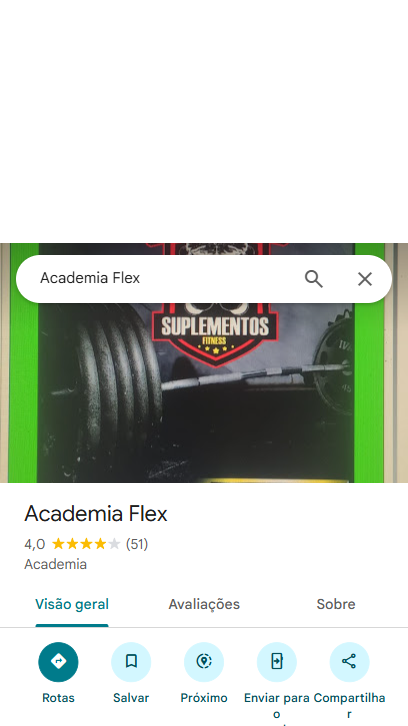 Academia Flex
SUPLEMENTOS
FITNESS
Academia Flex
4,0 (51)
Academia
Visão geral Avaliações Sobre
Rotas Salvar Próximo Enviar para o Compartilhar